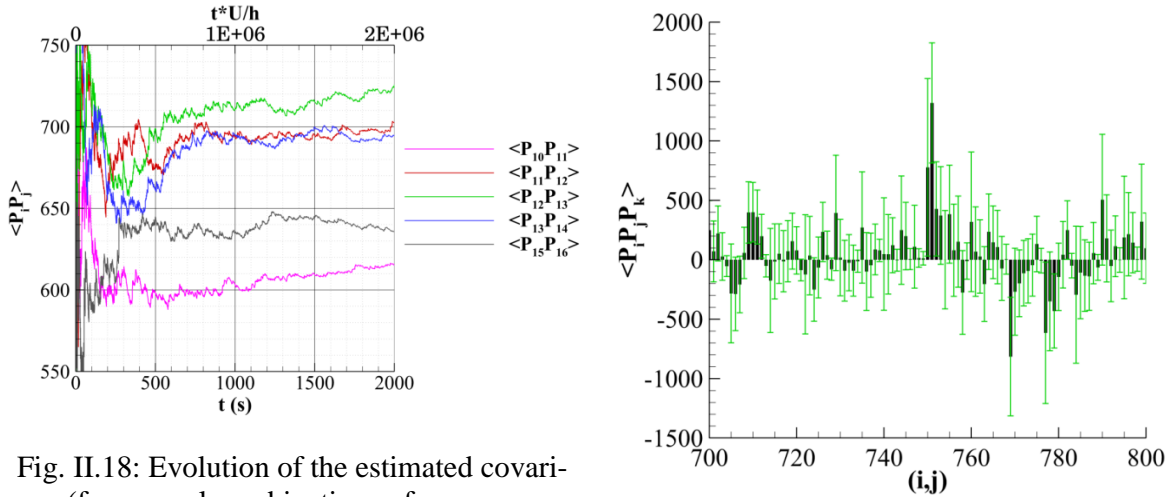 t*U/h
0 1E+06 2E+06
750
700
650
600
550
<PᵢPⱼ>
0 500 1000 1500 2000
t (s)
<P₁₀P₁₁>
<P₁₁P₁₂>
<P₁₂P₁₃>
<P₁₃P₁₄>
<P₁₅P₁₆>
Fig. II.18: Evolution of the estimated covari-
2000
1500
1000
500
0
-500
-1000
-1500
<PᵢPⱼPₖ>
700 720 740 760 780 800
(i,j)